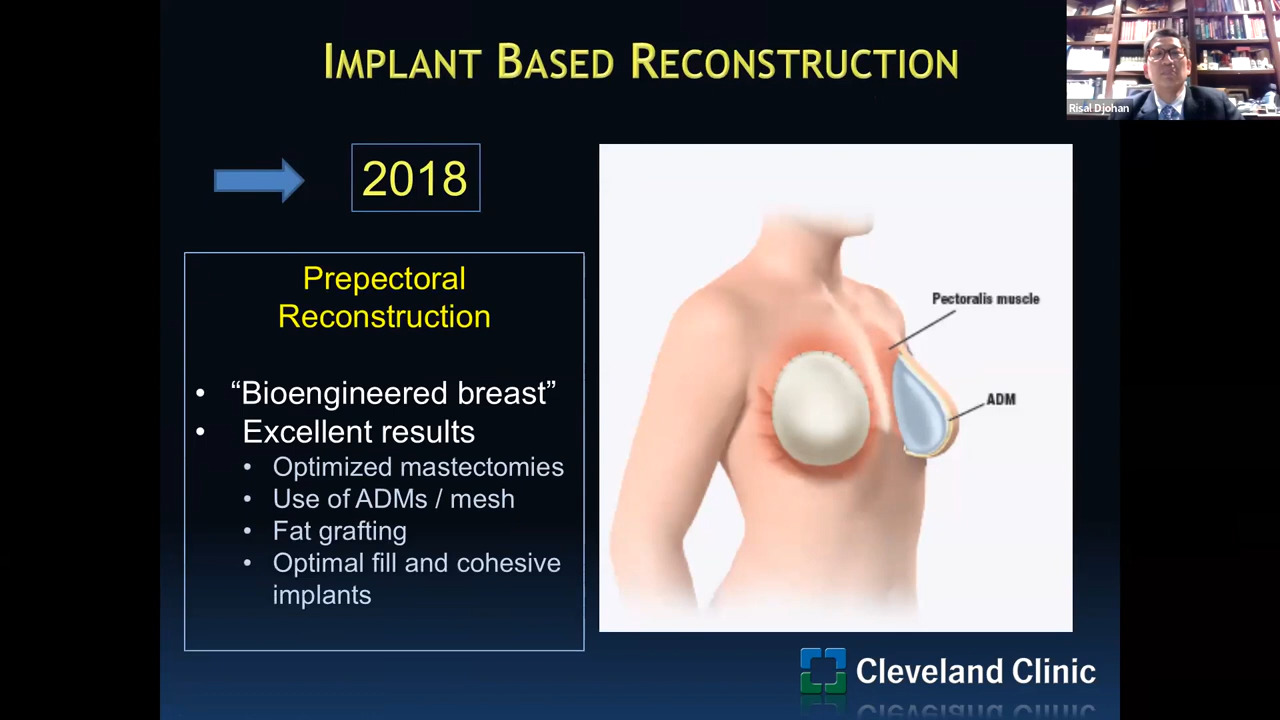 IMPLANT BASED RECONSTRUCTION
Risal Djohan
2018
Prepectoral
Reconstruction
• “Bioengineered breast”
• Excellent results
• Optimized mastectomies
• Use of ADMs / mesh
• Fat grafting
• Optimal fill and cohesive
implants
Pectoralis muscle
ADM
Cleveland Clinic